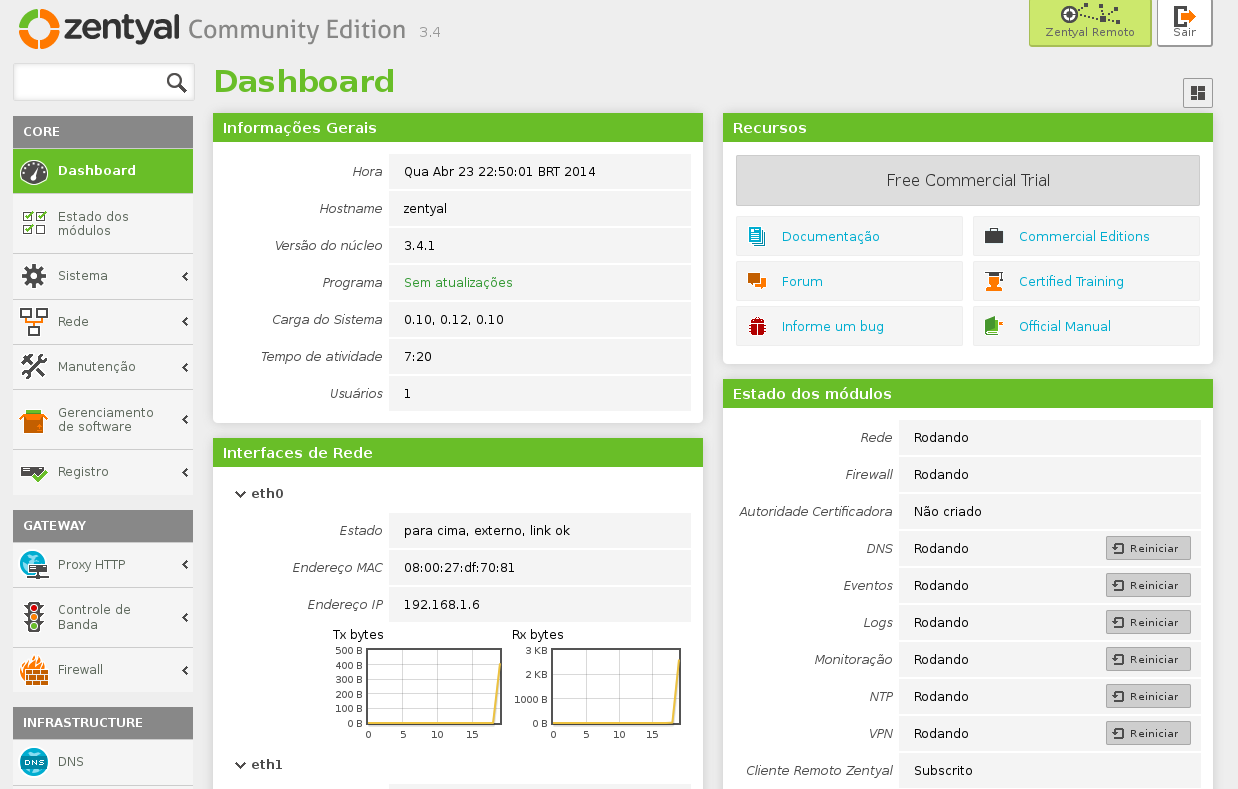 zentyal Community Edition 3.4
Zentyal Remoto
Sair
Dashboard
CORE
Dashboard
Estado dos
módulos
Sistema
Rede
Manutenção
Gerenciamento
de software
Registro
GATEWAY
Proxy HTTP
Controle de
Banda
Firewall
INFRASTRUCTURE
DNS
DNS
Informações Gerais
Hora Qua Abr 23 22:50:01 BRT 2014
Hostname zentyal
Versão do núcleo 3.4.1
Programa Sem atualizações
Carga do Sistema 0.10, 0.12, 0.10
Tempo de atividade 7:20
Usuários 1
Interfaces de Rede
eth0
Estado para cima, externo, link ok
Endereço MAC 08:00:27:df:70:81
Endereço IP 192.168.1.6
Tx bytes
500 B
400 B
300 B
200 B
100 B
0 B
0 5 10 15
Rx bytes
3 KB
2 KB
1000 B
0 B
0 5 10 15
eth1
Recursos
Free Commercial Trial
Documentação
Commercial Editions
Forum
Certified Training
Informe um bug
Official Manual
Estado dos módulos
Rede Rodando
Firewall Rodando
Autoridade Certificadora Não criado
DNS Rodando Reiniciar
Eventos Rodando Reiniciar
Logs Rodando Reiniciar
Monitoração Rodando Reiniciar
NTP Rodando Reiniciar
VPN Rodando Reiniciar
Cliente Remoto Zentyal Subscrito